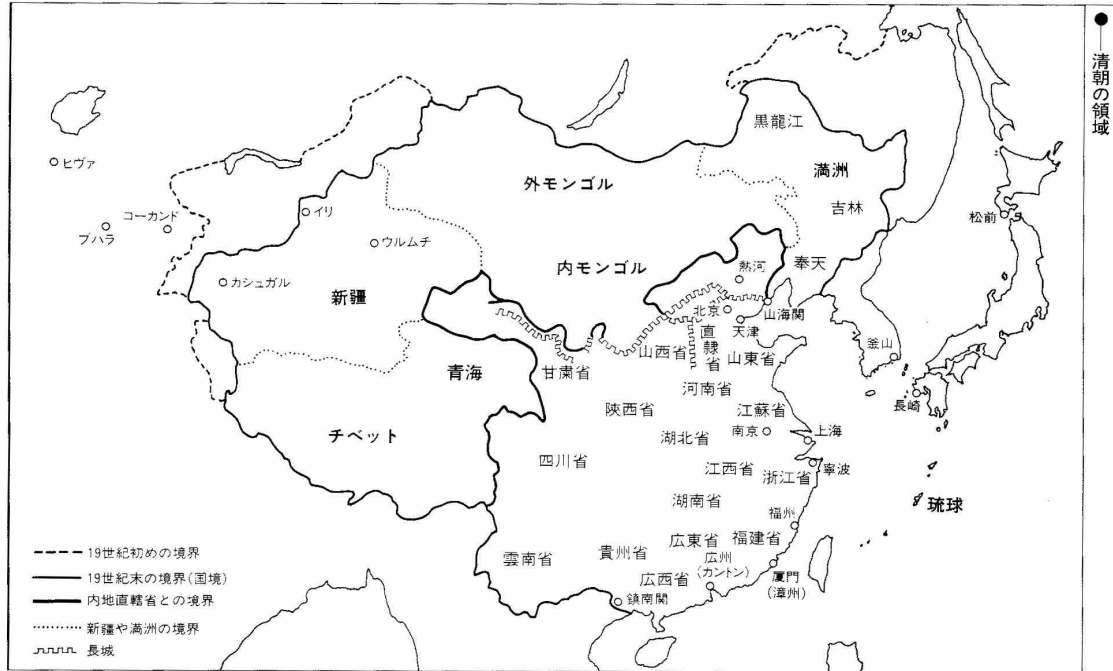 ●——清朝の領域
黒龍江
満洲
吉林
奉天
外モンゴル
内モンゴル
熱河
北京
山海関
天津
ヒヴァ
コーカンド
ブハラ
イリ
ウルムチ
カシュガル
新疆
青海
チベット
甘粛省
山西省
直隷省
山東省
河南省
陝西省
江蘇省
南京
上海
湖北省
四川省
江西省
浙江省
寧波
湖南省
福州
広東省
福建省
雲南省
貴州省
広西省
広州
(カントン)
厦門
(漳州)
鎮南関
松前
釜山
長崎
琉球
19世紀初めの境界
19世紀末の境界(国境)
内地直轄省との境界
新疆や満洲の境界
長城